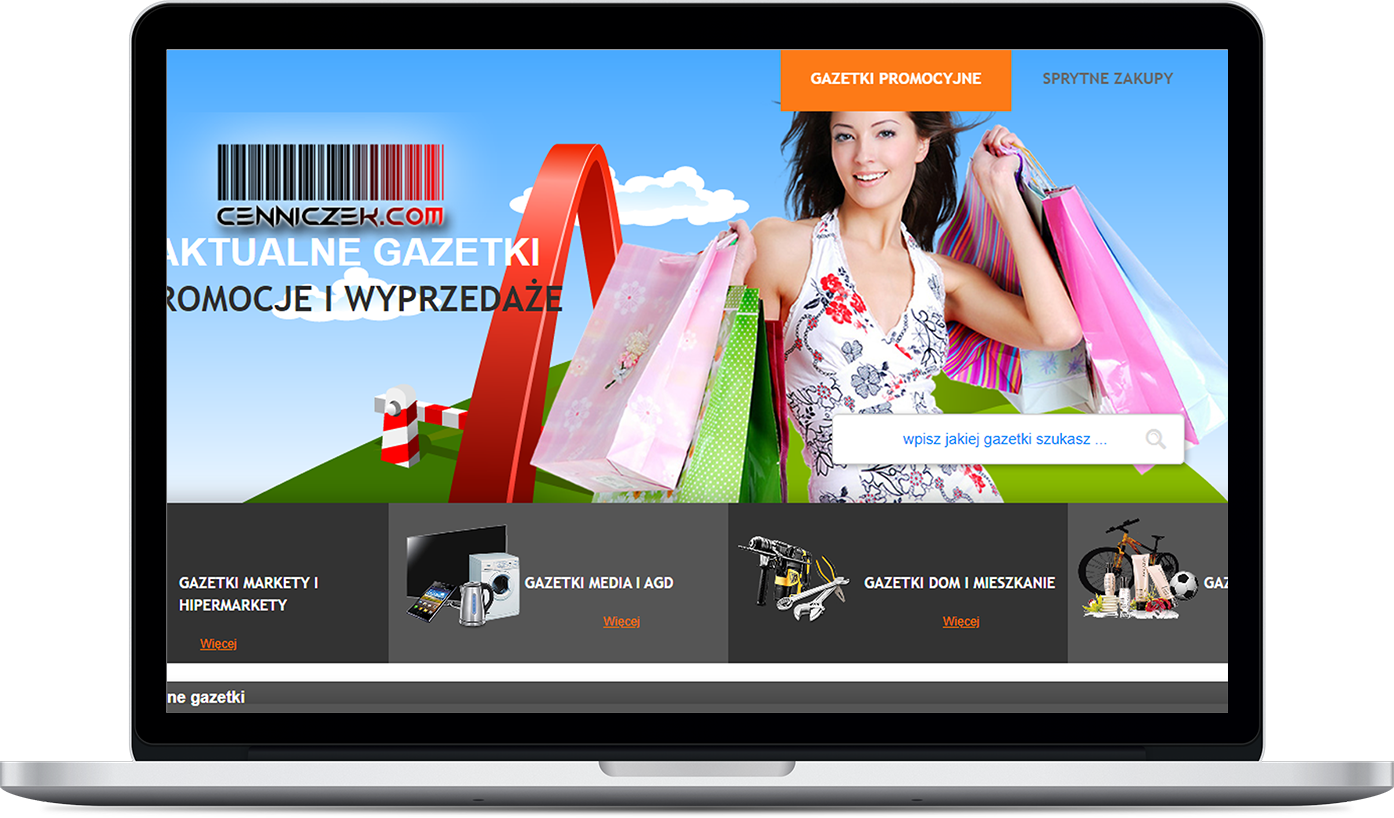 GAZETKI PROMOCYJNE
SPRYTNE ZAKUPY
CENNICZEK.COM
AKTUALNE GAZETKI
ROMOCJE I WYPRZEDAŻE
wpisz jakiej gazetki szukasz ...
GAZETKI MARKETY I
HIPERMARKETY
Więcej
GAZETKI MEDIA I AGD
Więcej
GAZETKI DOM I MIESZKANIE
Więcej
GAZ
ne gazetki